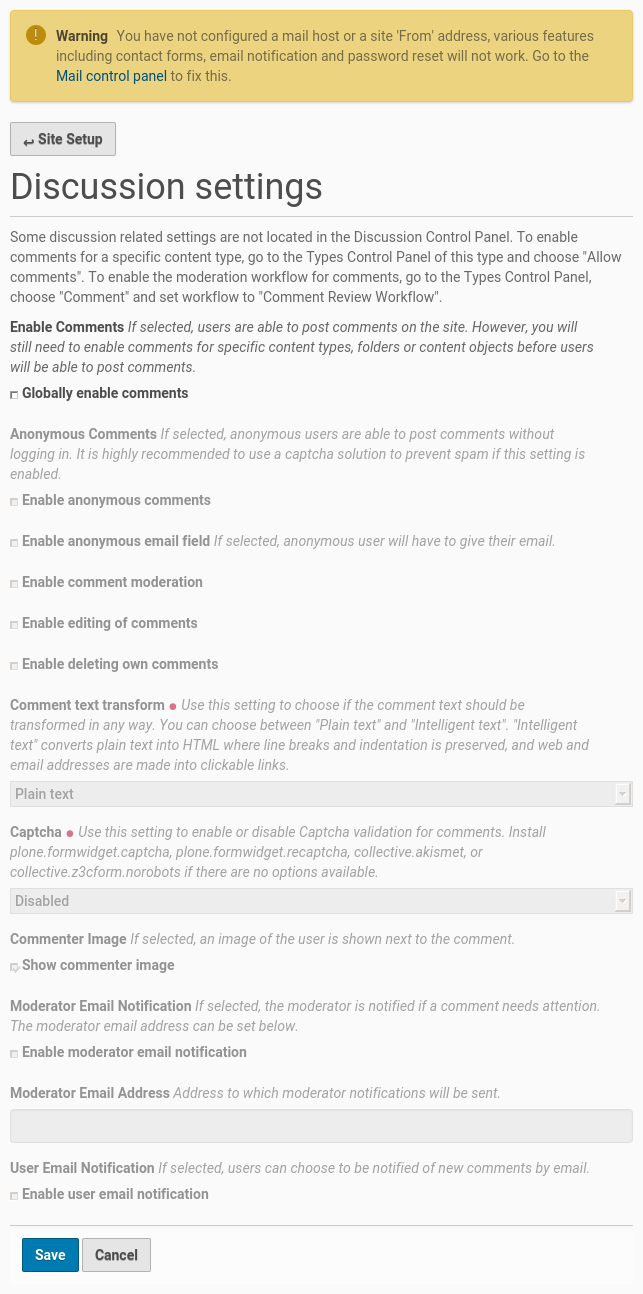 Warning You have not configured a mail host or a site 'From' address, various features
including contact forms, email notification and password reset will not work. Go to the
Mail control panel to fix this.
Site Setup
Discussion settings
Some discussion related settings are not located in the Discussion Control Panel. To enable
comments for a specific content type, go to the Types Control Panel of this type and choose "Allow
comments". To enable the moderation workflow for comments, go to the Types Control Panel,
choose "Comment" and set workflow to "Comment Review Workflow".
Enable Comments If selected, users are able to post comments on the site. However, you will
still need to enable comments for specific content types, folders or content objects before users
will be able to post comments.
Globally enable comments
Anonymous Comments If selected, anonymous users are able to post comments without
logging in. It is highly recommended to use a captcha solution to prevent spam if this setting is
enabled.
Enable anonymous comments
Enable anonymous email field If selected, anonymous user will have to give their email.
Enable comment moderation
Enable editing of comments
Enable deleting own comments
Comment text transform Use this setting to choose if the comment text should be
transformed in any way. You can choose between "Plain text" and "Intelligent text". "Intelligent
text" converts plain text into HTML where line breaks and indentation is preserved, and web and
email addresses are made into clickable links.
Plain text
Captcha Use this setting to enable or disable Captcha validation for comments. Install
plone.formwidget.captcha, plone.formwidget.recaptcha, collective.akismet, or
collective.z3cform.norobots if there are no options available.
Disabled
Commenter Image If selected, an image of the user is shown next to the comment.
Show commenter image
Moderator Email Notification If selected, the moderator is notified if a comment needs attention.
The moderator email address can be set below.
Enable moderator email notification
Moderator Email Address Address to which moderator notifications will be sent.
User Email Notification If selected, users can choose to be notified of new comments by email.
Enable user email notification
Save Cancel